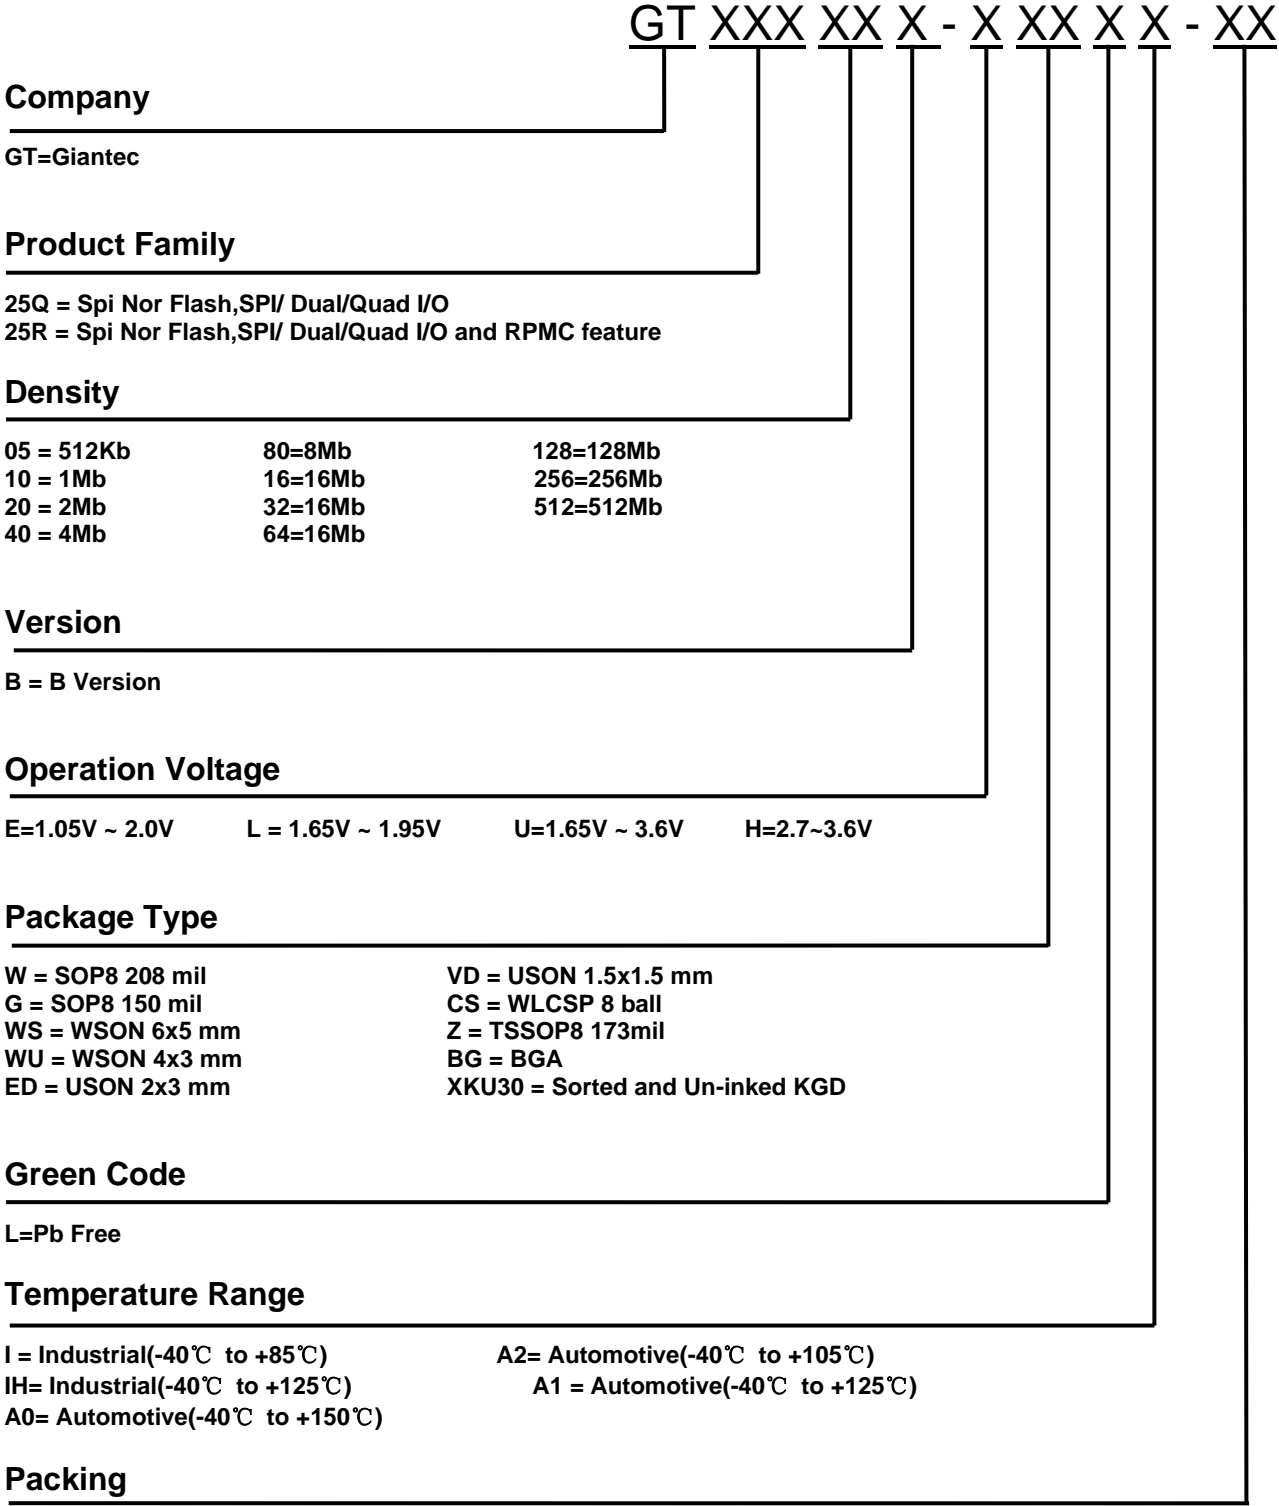 GT XXX XX X - X XX X X - XX
Company
GT=Giantec
Product Family
25Q = Spi Nor Flash,SPI/ Dual/Quad I/O
25R = Spi Nor Flash,SPI/ Dual/Quad I/O and RPMC feature
Density
05 = 512Kb 80=8Mb 128=128Mb
10 = 1Mb 16=16Mb 256=256Mb
20 = 2Mb 32=16Mb 512=512Mb
40 = 4Mb 64=16Mb
Version
B = B Version
Operation Voltage
E=1.05V ~ 2.0V L = 1.65V ~ 1.95V U=1.65V ~ 3.6V H=2.7~3.6V
Package Type
W = SOP8 208 mil VD = USON 1.5x1.5 mm
G = SOP8 150 mil CS = WLCSP 8 ball
WS = WSON 6x5 mm Z = TSSOP8 173mil
WU = WSON 4x3 mm BG = BGA
ED = USON 2x3 mm XKU30 = Sorted and Un-inked KGD
Green Code
L=Pb Free
Temperature Range
I = Industrial(-40℃ to +85℃) A2= Automotive(-40℃ to +105℃)
IH= Industrial(-40℃ to +125℃) A1 = Automotive(-40℃ to +125℃)
A0= Automotive(-40℃ to +150℃)
Packing